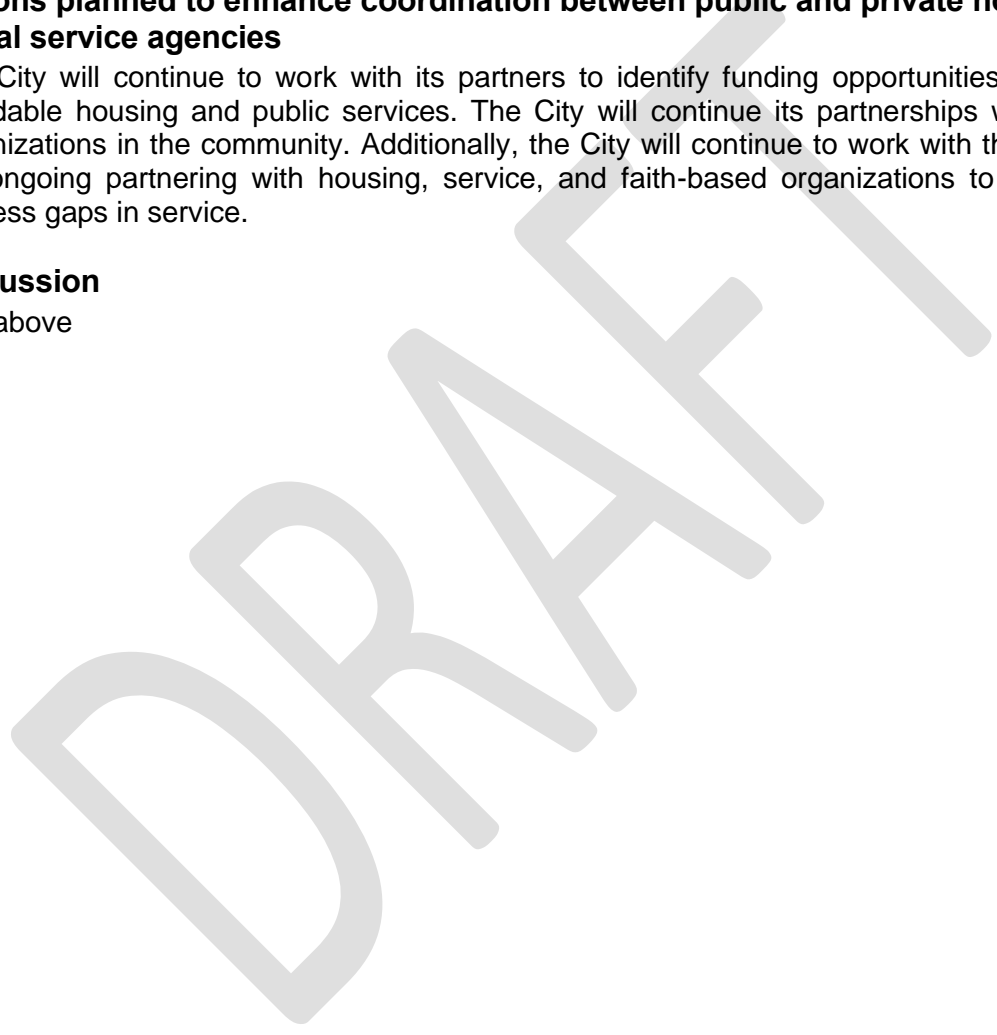 ons planned to enhance coordination between public and private ho
al service agencies
City will continue to work with its partners to identify funding opportunities
dable housing and public services. The City will continue its partnerships w
nizations in the community. Additionally, the City will continue to work with th
ongoing partnering with housing, service, and faith-based organizations to
ess gaps in service.
ussion
above
DRAFT